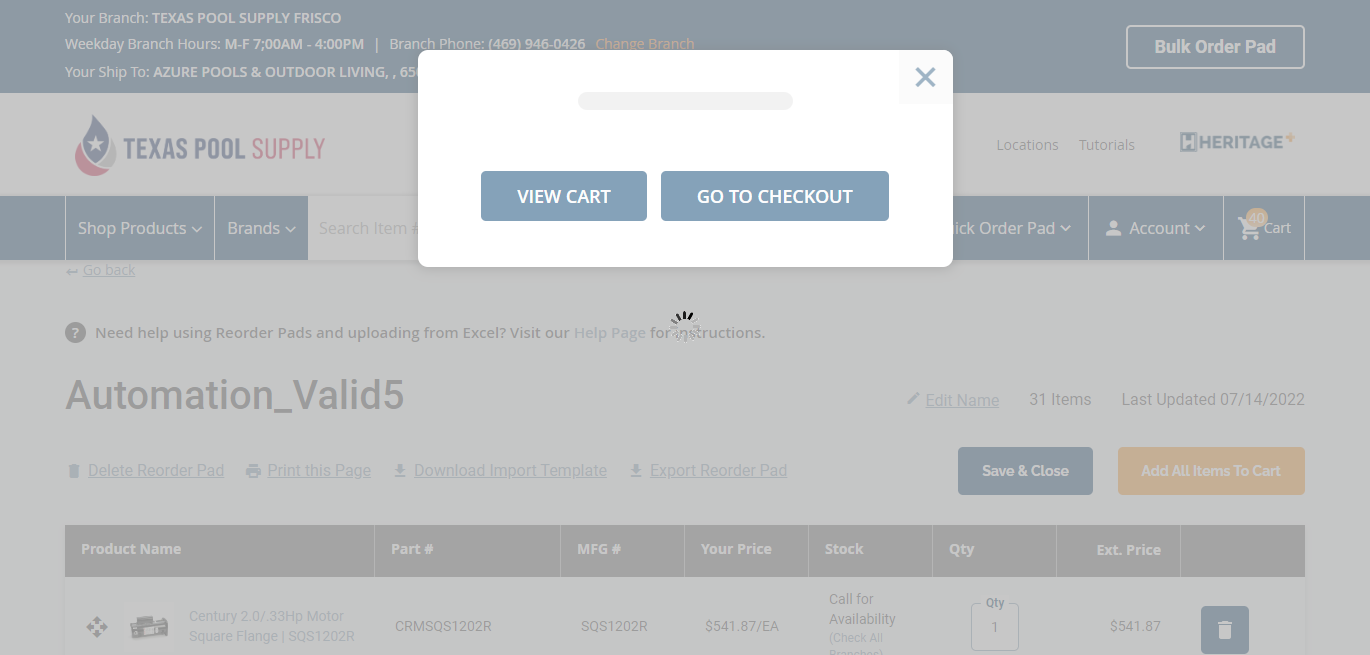 Your Branch: TEXAS POOL SUPPLY FRISCO
Weekday Branch Hours: M-F 7;00AM - 4:00PM | Branch Phone: (469) 946-0426 Change Branch
Your Ship To: AZURE POOLS & OUTDOOR LIVING, ,
Bulk Order Pad
TEXAS POOL SUPPLY
Locations Tutorials HERITAGE+
VIEW CART GO TO CHECKOUT
Shop Products Brands Search Item # Order Pad Account 40 Cart
Go back
? Need help using Reorder Pads and uploading from Excel? Visit our Help Page for instructions.
Automation_Valid5
Edit Name 31 Items Last Updated 07/14/2022
Delete Reorder Pad Print this Page Download Import Template Export Reorder Pad
Save & Close Add All Items To Cart
Product Name Part # MFG # Your Price Stock Qty Ext. Price
Century 2.0/.33Hp Motor
Square Flange | SQS1202R
CRMSQS1202R SQS1202R $541.87/EA
Call for
Availability
(Check All
Branches)
Qty
1
$541.87